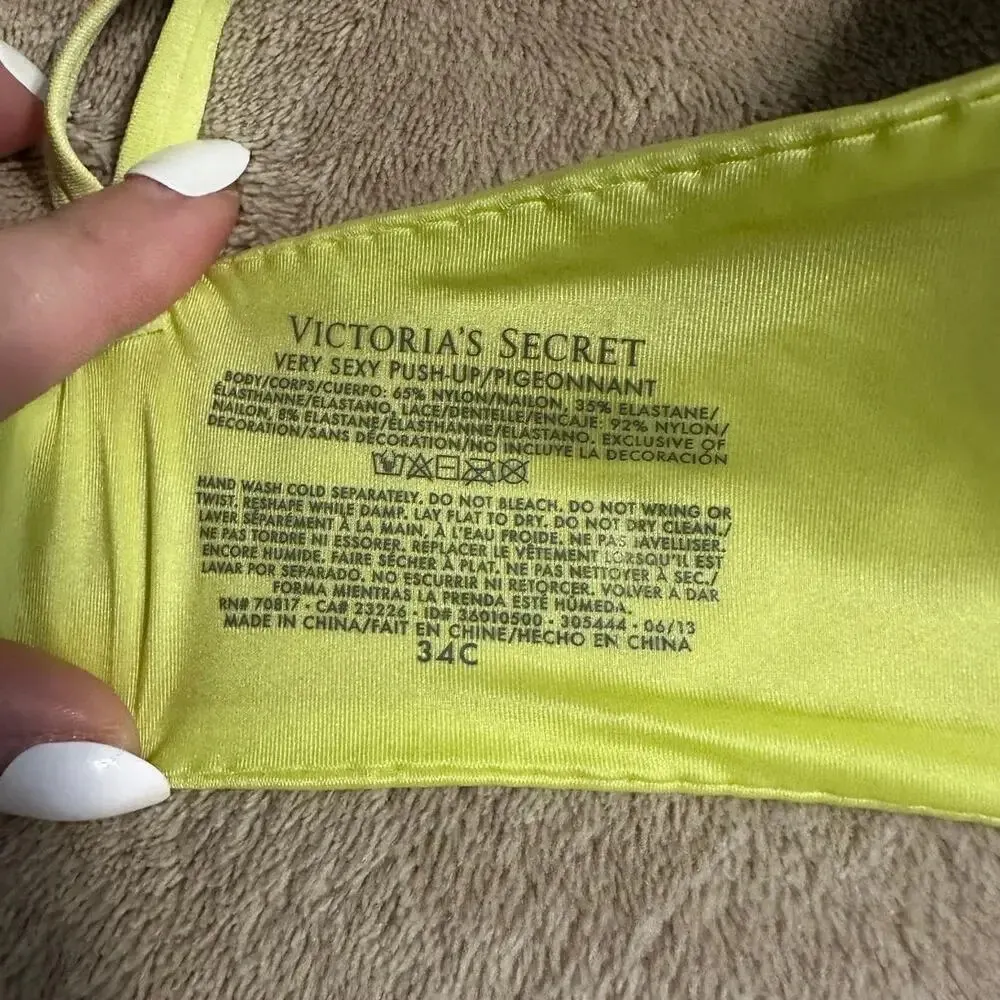 VICTORIA'S SECRET
VERY SEXY PUSH-UP/PIGEONNANT
BODY/CORPS/CUERPO: 65% NYLON/NAILON, 35% ELASTANE/
ÉLASTHANNE/ELASTANO, LACE/DENTELLE/ENCAJE: 92% NYLON/
NAILON, 8% ELASTANE/ÉLASTHANNE/ELASTANO. EXCLUSIVE OF
DECORATION/SANS DÉCORATION/NO INCLUYE LA DECORACIÓN
HAND WASH COLD SEPARATELY. DO NOT BLEACH. DO NOT WRING OR
TWIST. RESHAPE WHILE DAMP. LAY FLAT TO DRY. DO NOT DRY CLEAN./
LAVER SÉPAREMENT À LA MAIN, À L'EAU FROIDE. NE PAS JAVELLISER.
NE PAS TORDRE NI ESSORER. REPLACER LE VÊTEMENT LORSQU'IL EST
ENCORE HUMIDE. FAIRE SÉCHER À PLAT. NE PAS NETTOYER À SEC./
LAVAR POR SEPARADO. NO ESCURRIR NI RETORCER. VOLVER A DAR
FORMA MIENTRAS LA PRENDA ESTÉ HÚMEDA.
RN# 70817 - CA# 23226 - ID# 36010500 - 305444 - 06/13
MADE IN CHINA/FAIT EN CHINE/HECHO EN CHINA
34C